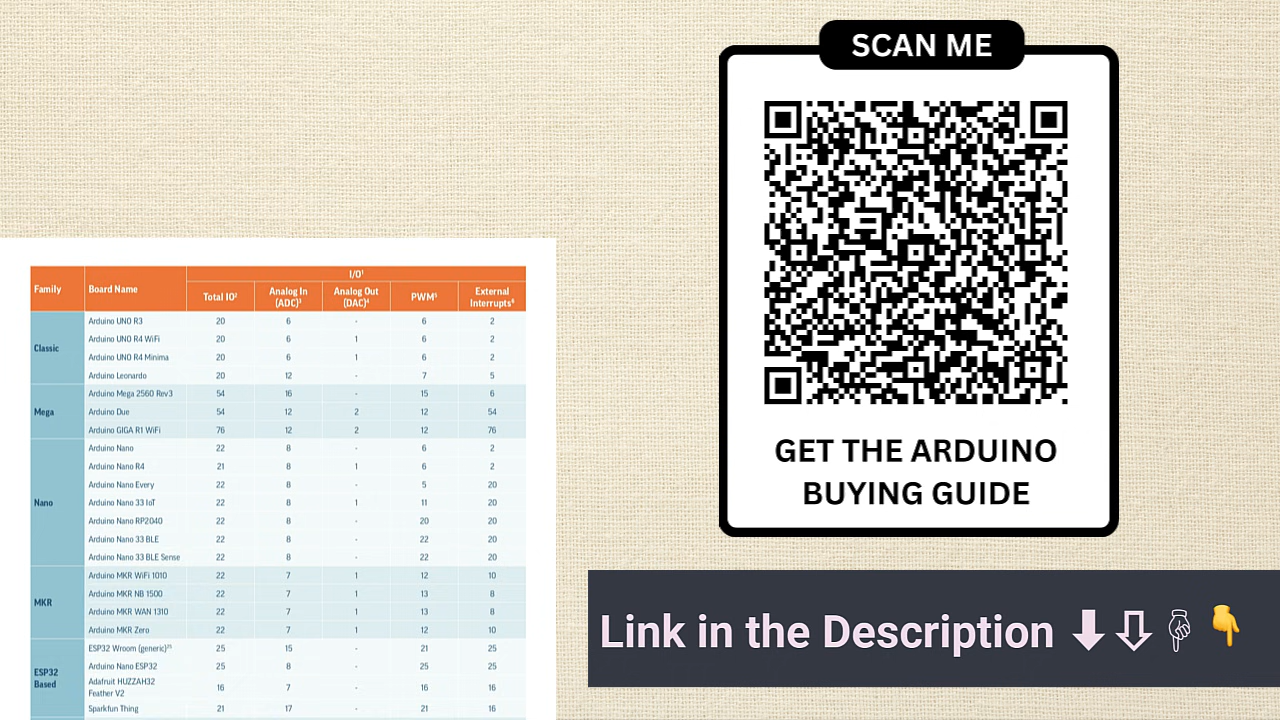 SCAN ME
GET THE ARDUINO
BUYING GUIDE
Link in the Description ⬇⇩☟👇
I/O¹
Family Board Name Total IO² Analog In (ADC)³ Analog Out (DAC)⁴ PWM⁵ External Interrupts⁶
Classic
Arduino UNO R3 20 6 - 6 2
Arduino UNO R4 WiFi 20 6 1 6 2
Arduino UNO R4 Minima 20 6 1 6 2
Arduino Leonardo 20 12 - 7 5
Mega
Arduino Mega 2560 Rev3 54 16 - 15 6
Arduino Due 54 12 2 12 54
Arduino GIGA R1 WiFi 76 12 2 12 76
Nano
Arduino Nano 22 8 - 6 2
Arduino Nano R4 21 8 1 6 2
Arduino Nano Every 22 8 - 5 20
Arduino Nano 33 IoT 22 8 1 11 20
Arduino Nano RP2040 22 8 - 20 20
Arduino Nano 33 BLE 22 8 - 22 20
Arduino Nano 33 BLE Sense 22 8 - 22 20
MKR
Arduino MKR WiFi 1010 22 7 1 12 10
Arduino MKR NB 1500 22 7 1 13 8
Arduino MKR WAN 1310 22 7 1 13 8
Arduino MKR Zero 22 7 1 12 10
ESP32 Based
ESP32 Wroom (generic)²⁵ 25 15 - 21 25
Arduino Nano ESP32 25 8 - 25 25
Adafruit HUZZAH32 Feather V2 16 7 - 16 16
Sparkfun Thing 21 17 - 21 16